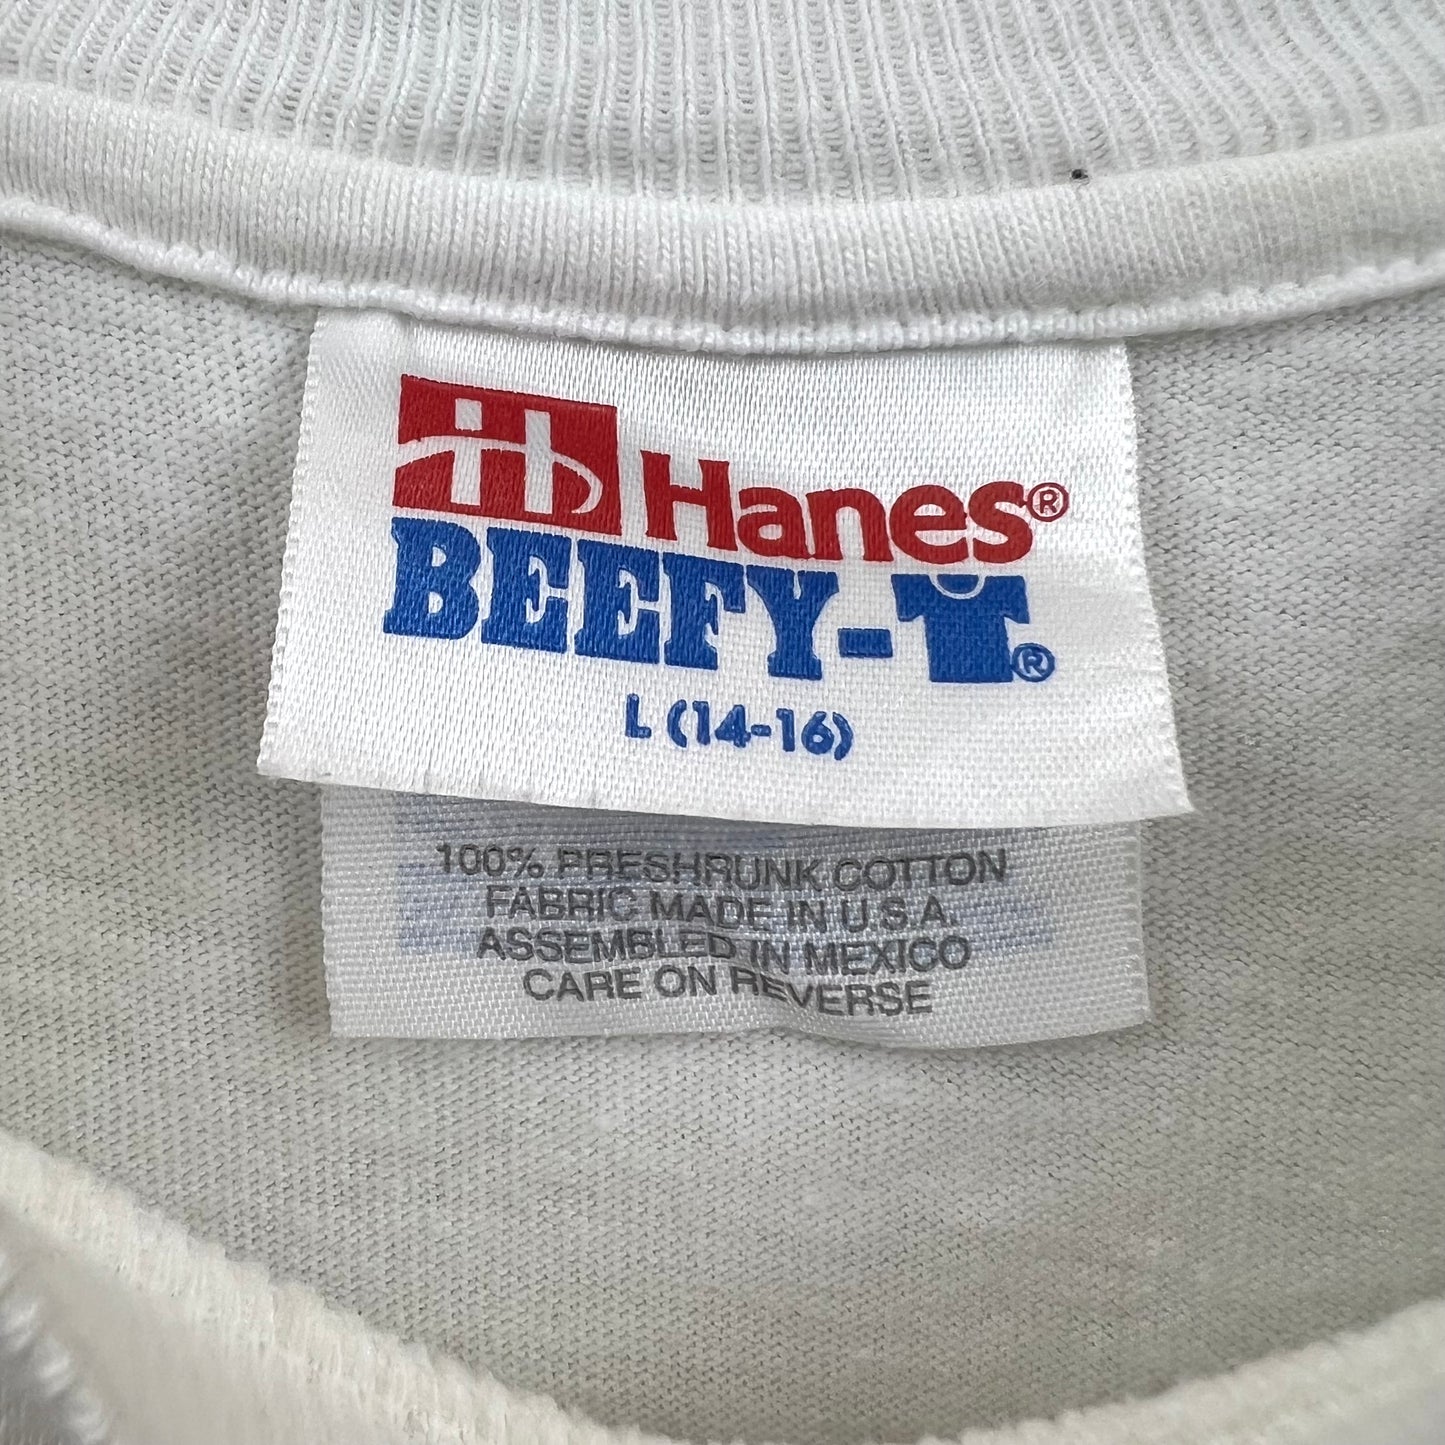 Hanes®
BEEFY-T®
L (14-16)
100% PRESHRUNK COTTON
FABRIC MADE IN U.S.A.
ASSEMBLED IN MEXICO
CARE ON REVERSE